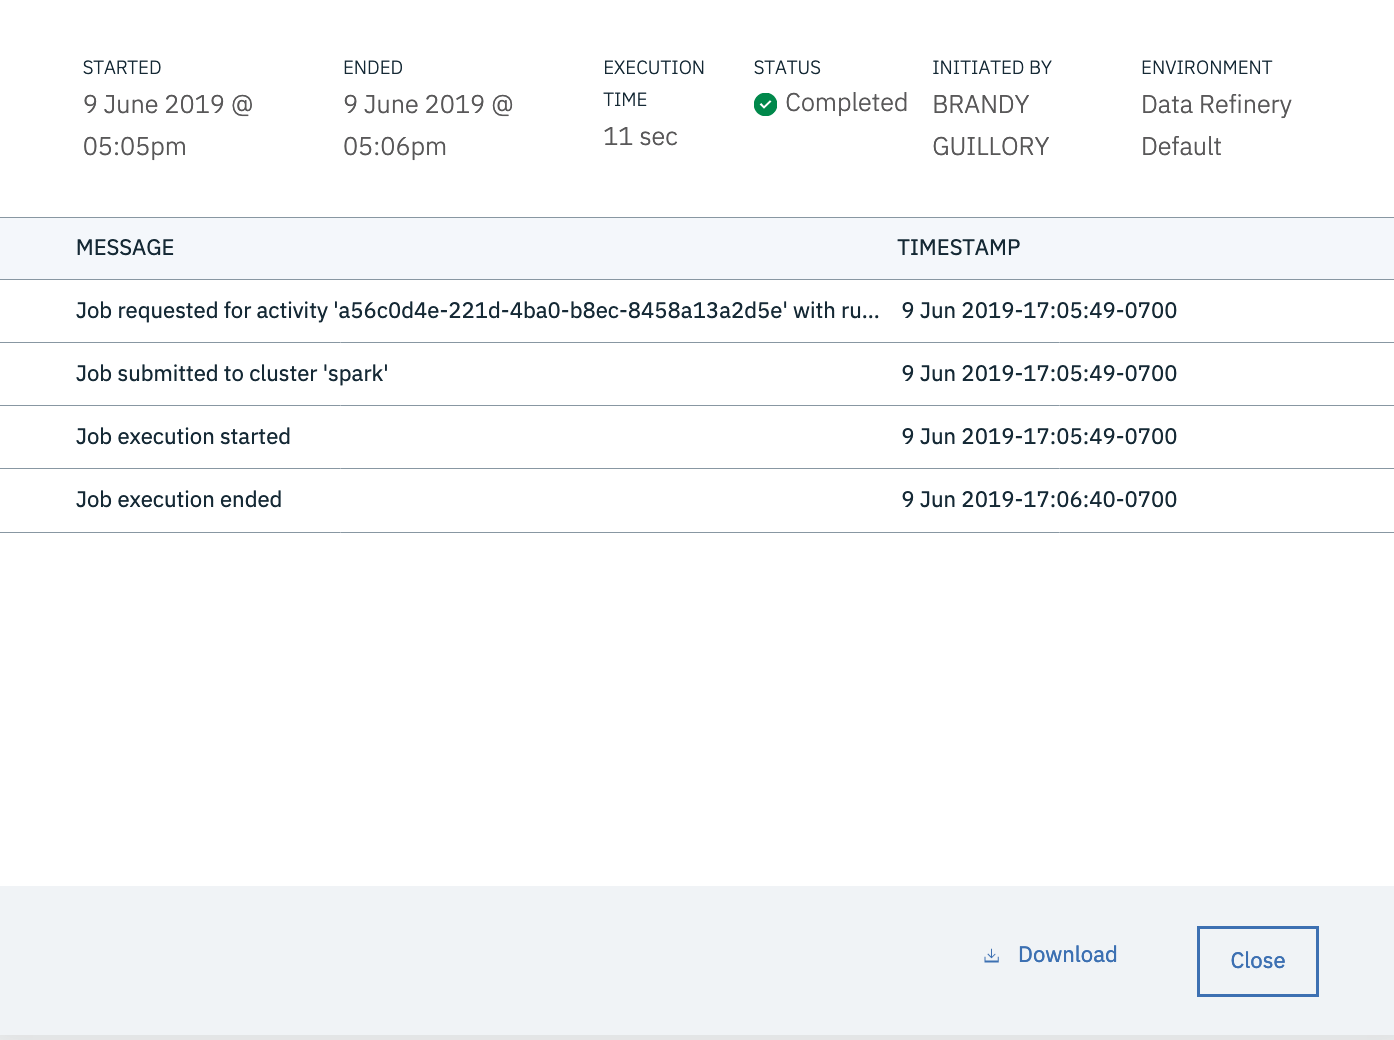 STARTED
9 June 2019 @
05:05pm
ENDED
9 June 2019 @
05:06pm
EXECUTION
TIME
11 sec
STATUS
Completed
INITIATED BY
BRANDY
GUILLORY
ENVIRONMENT
Data Refinery
Default
MESSAGE TIMESTAMP
Job requested for activity 'a56c0d4e-221d-4ba0-b8ec-8458a13a2d5e' with ru... 9 Jun 2019-17:05:49-0700
Job submitted to cluster 'spark' 9 Jun 2019-17:05:49-0700
Job execution started 9 Jun 2019-17:05:49-0700
Job execution ended 9 Jun 2019-17:06:40-0700
Download
Close